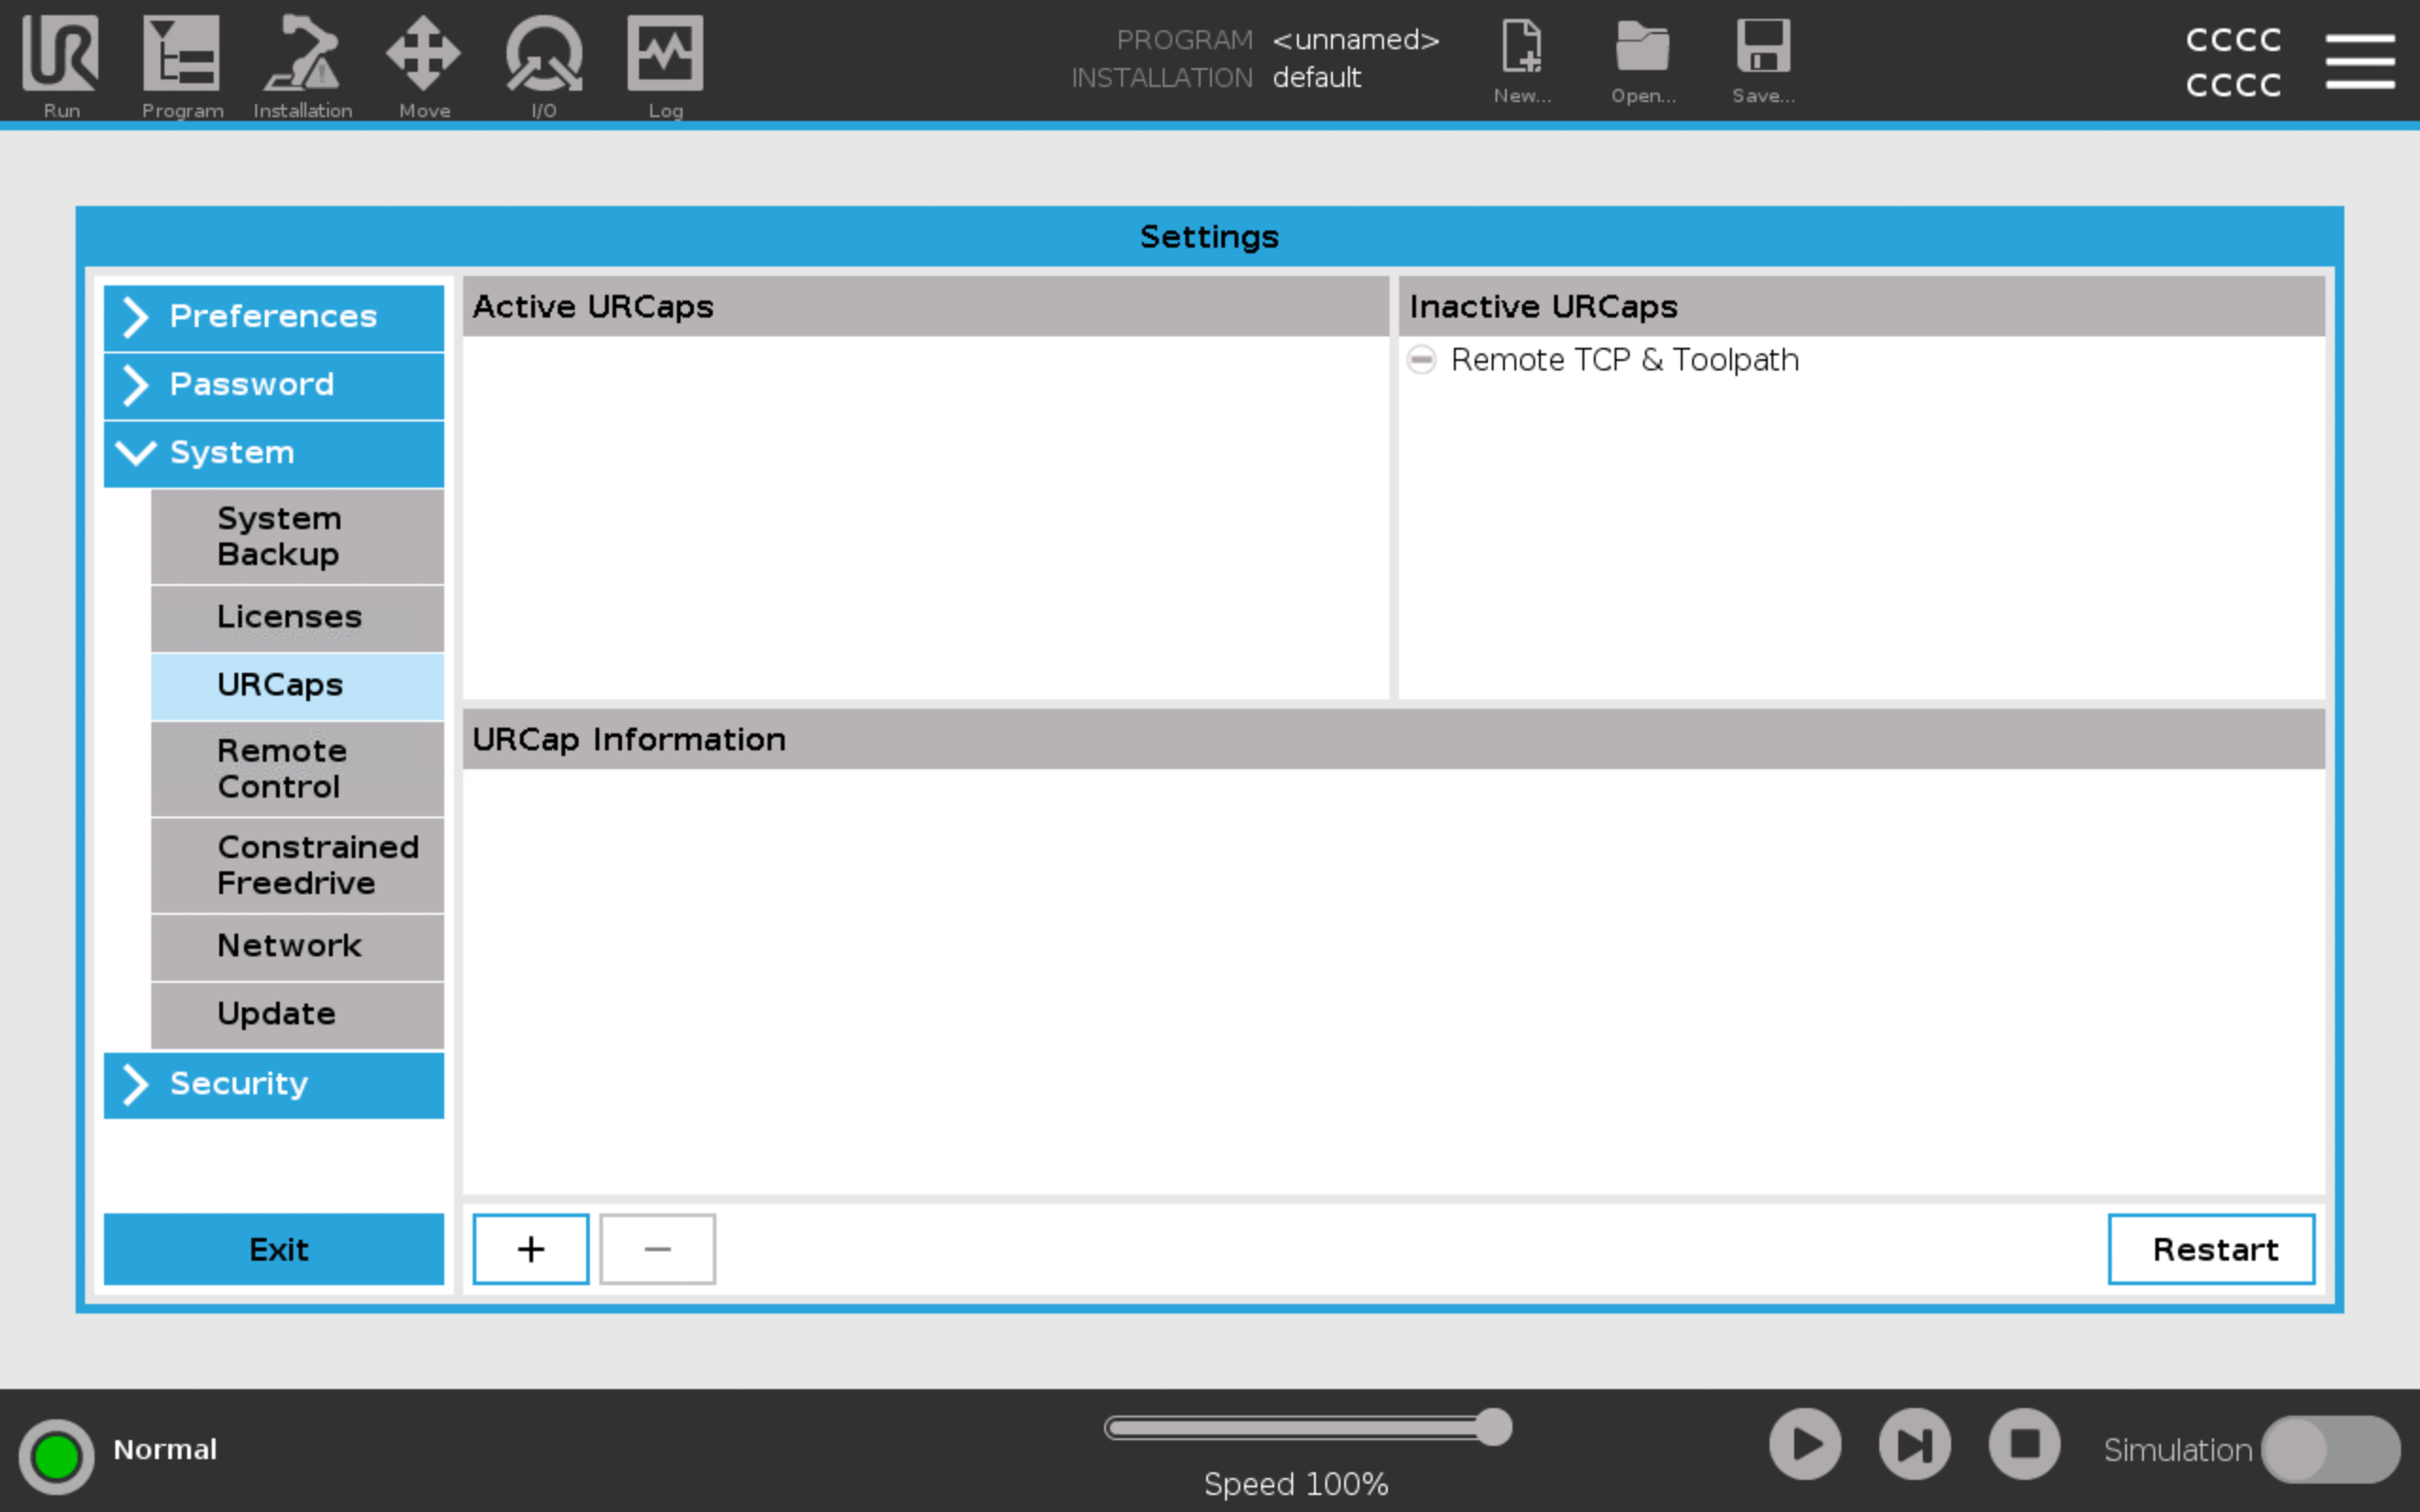 Run
Program
Installation
Move
I/O
Log
PROGRAM <unnamed>
INSTALLATION default
New...
Open...
Save...
CCCC
CCCC
Settings
Preferences
Password
System
System
Backup
Licenses
URCaps
Remote
Control
Constrained
Freedrive
Network
Update
Security
Exit
Active URCaps
Inactive URCaps
Remote TCP & Toolpath
URCap Information
+
−
Restart
Normal
Speed 100%
Simulation